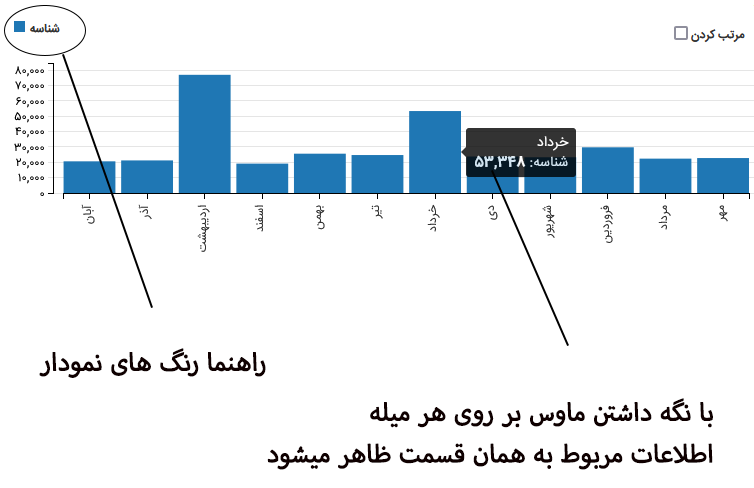 شناسه
مرتب کردن
۸۰,۰۰۰
۷۰,۰۰۰
۶۰,۰۰۰
۵۰,۰۰۰
۴۰,۰۰۰
۳۰,۰۰۰
۲۰,۰۰۰
۱۰,۰۰۰
۰
خرداد
شناسه: ۵۳,۳۴۸
آبان
آذر
اردیبهشت
اسفند
بهمن
تیر
خرداد
دی
شهریور
فروردین
مرداد
مهر
راهنما رنگ های نمودار
با نگه داشتن ماوس بر روی هر میله
اطلاعات مربوط به همان قسمت ظاهر میشود